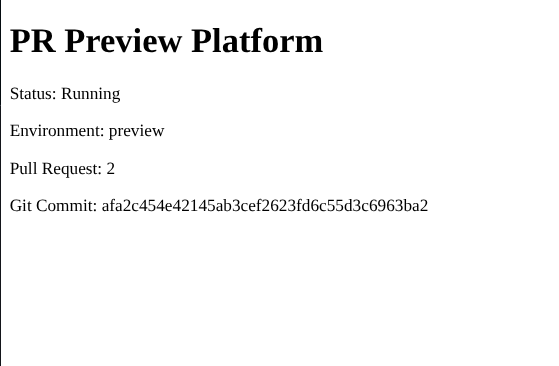 PR Preview Platform
Status: Running
Environment: preview
Pull Request: 2
Git Commit: afa2c454e42145ab3cef2623fd6c55d3c6963ba2